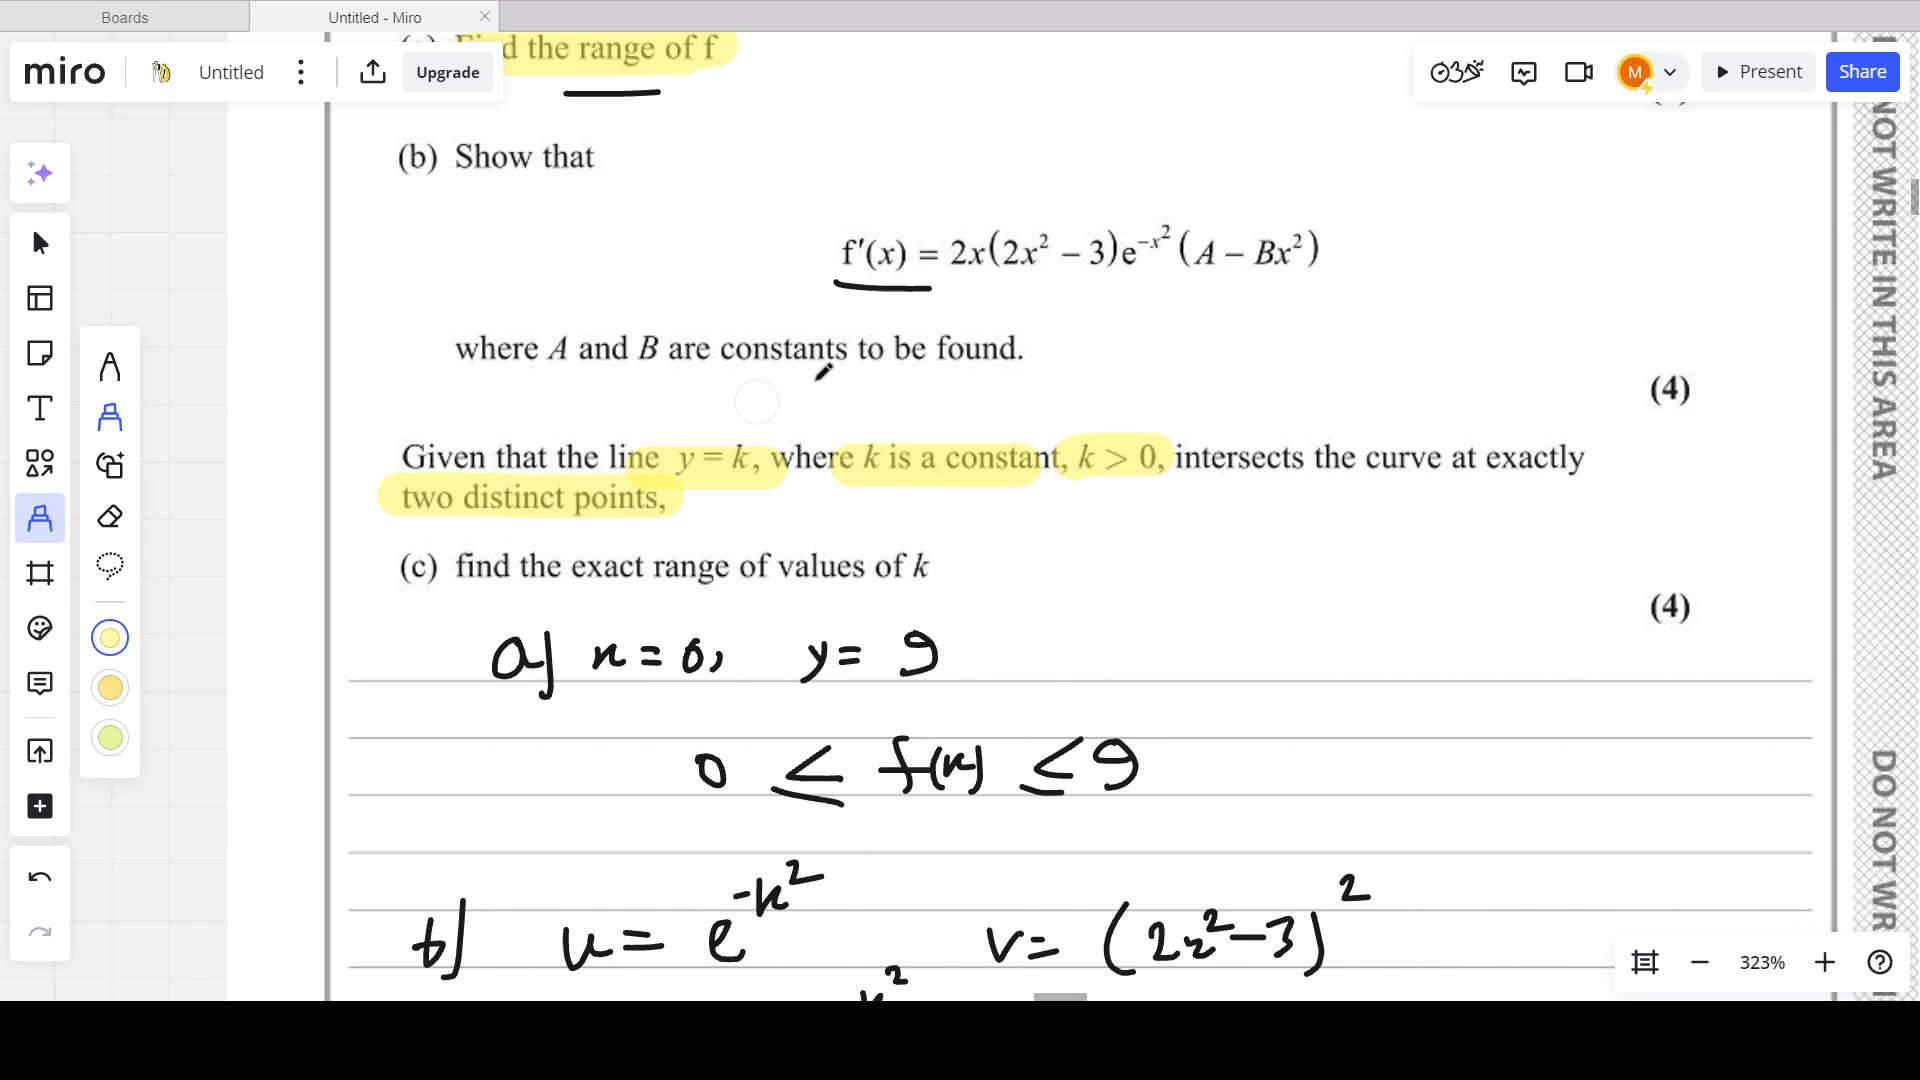 Boards Untitled - Miro
(a) Find the range of f
miro Untitled Upgrade M Present Share
(b) Show that
f′(x) = 2x(2x² – 3)e^{–x²}(A – Bx²)
where A and B are constants to be found.
(4)
Given that the line y = k, where k is a constant, k > 0, intersects the curve at exactly
two distinct points,
(c) find the exact range of values of k
(4)
a) x = 0, y = 9
0 ≤ f(x) ≤ 9
b) u = e^{-x²} v = (2x²-3)²
323%
NOT WRITE IN THIS AREA
DO NOT WR